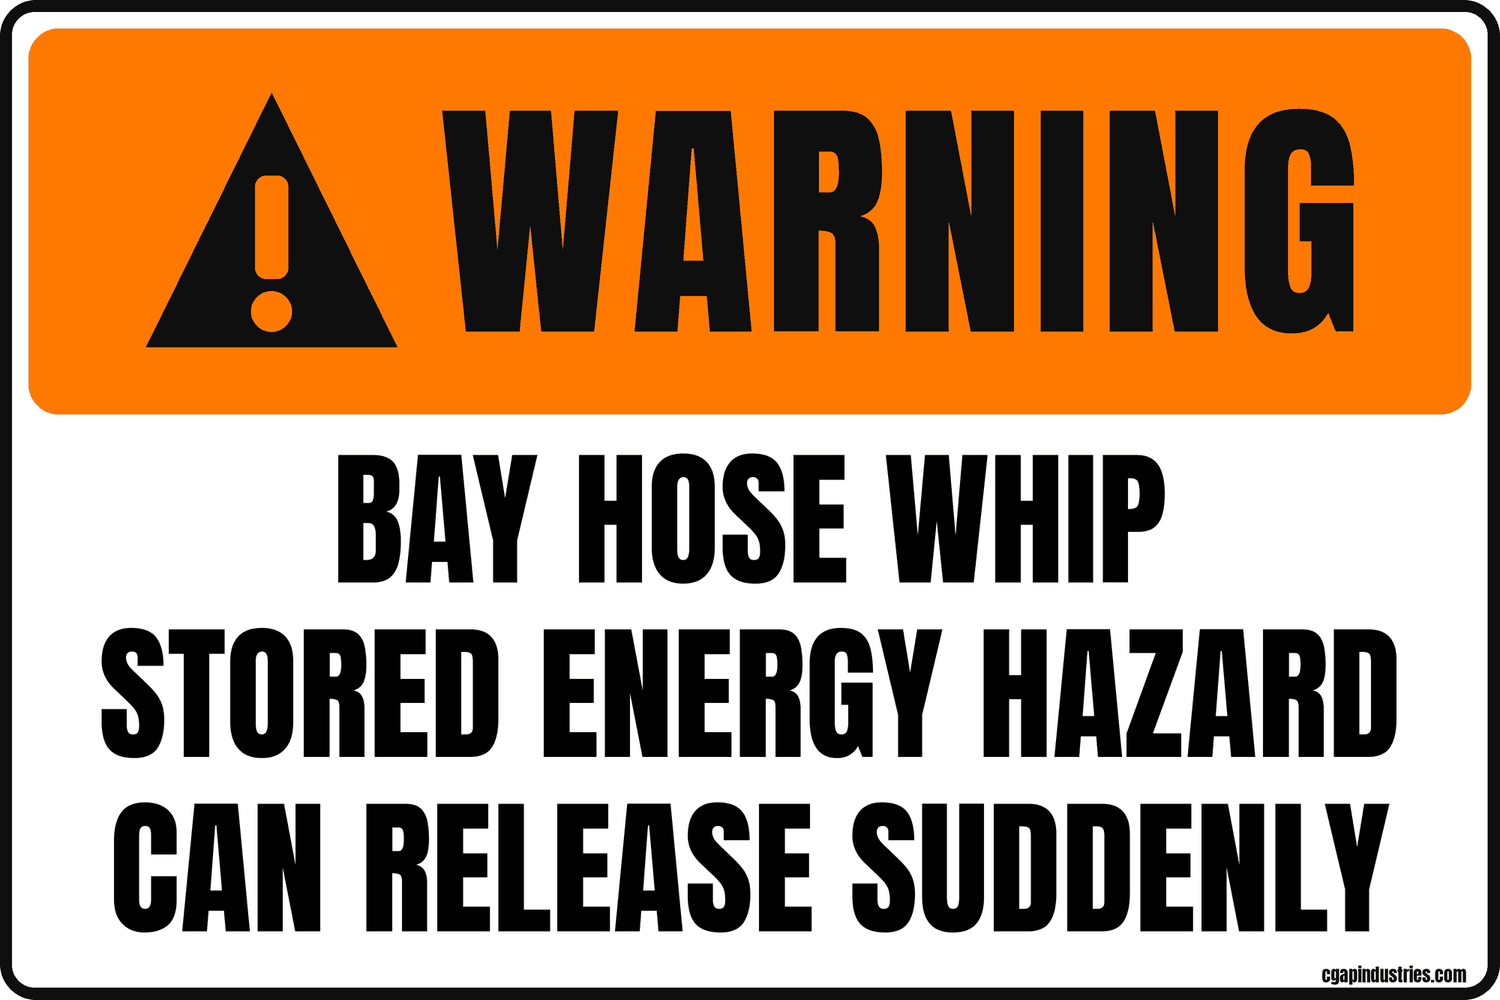 WARNING
BAY HOSE WHIP
STORED ENERGY HAZARD
CAN RELEASE SUDDENLY
cgapindustries.com